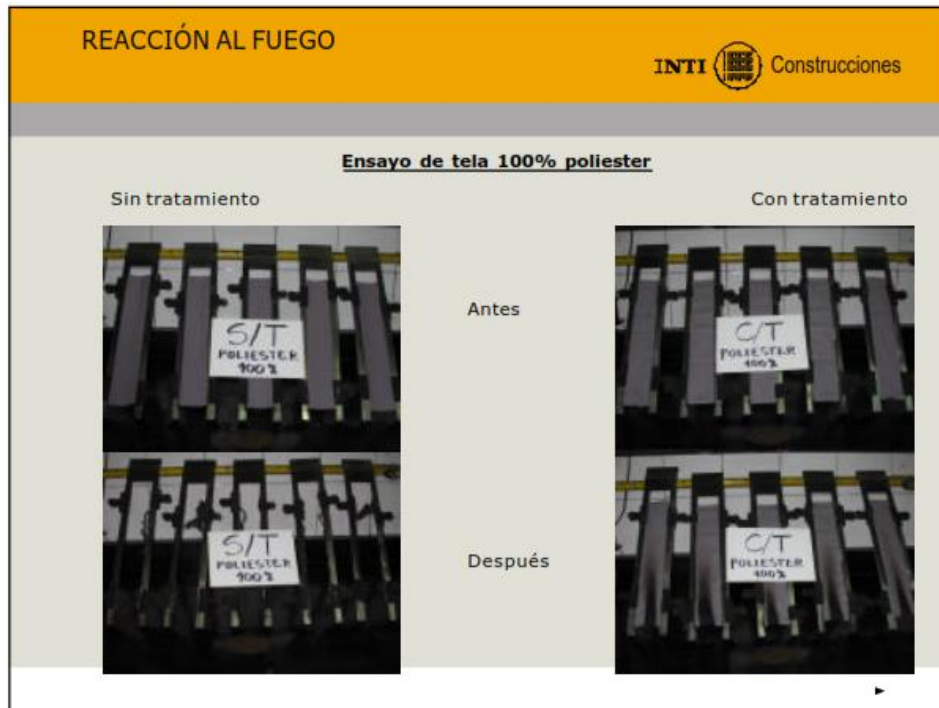 REACCIÓN AL FUEGO
INTI Construcciones
Ensayo de tela 100% poliester
Sin tratamiento
Con tratamiento
S/T
POLIESTER
100%
Antes
C/T
POLIESTER
100%
S/T
POLIESTER
100%
Después
C/T
POLIESTER
100%